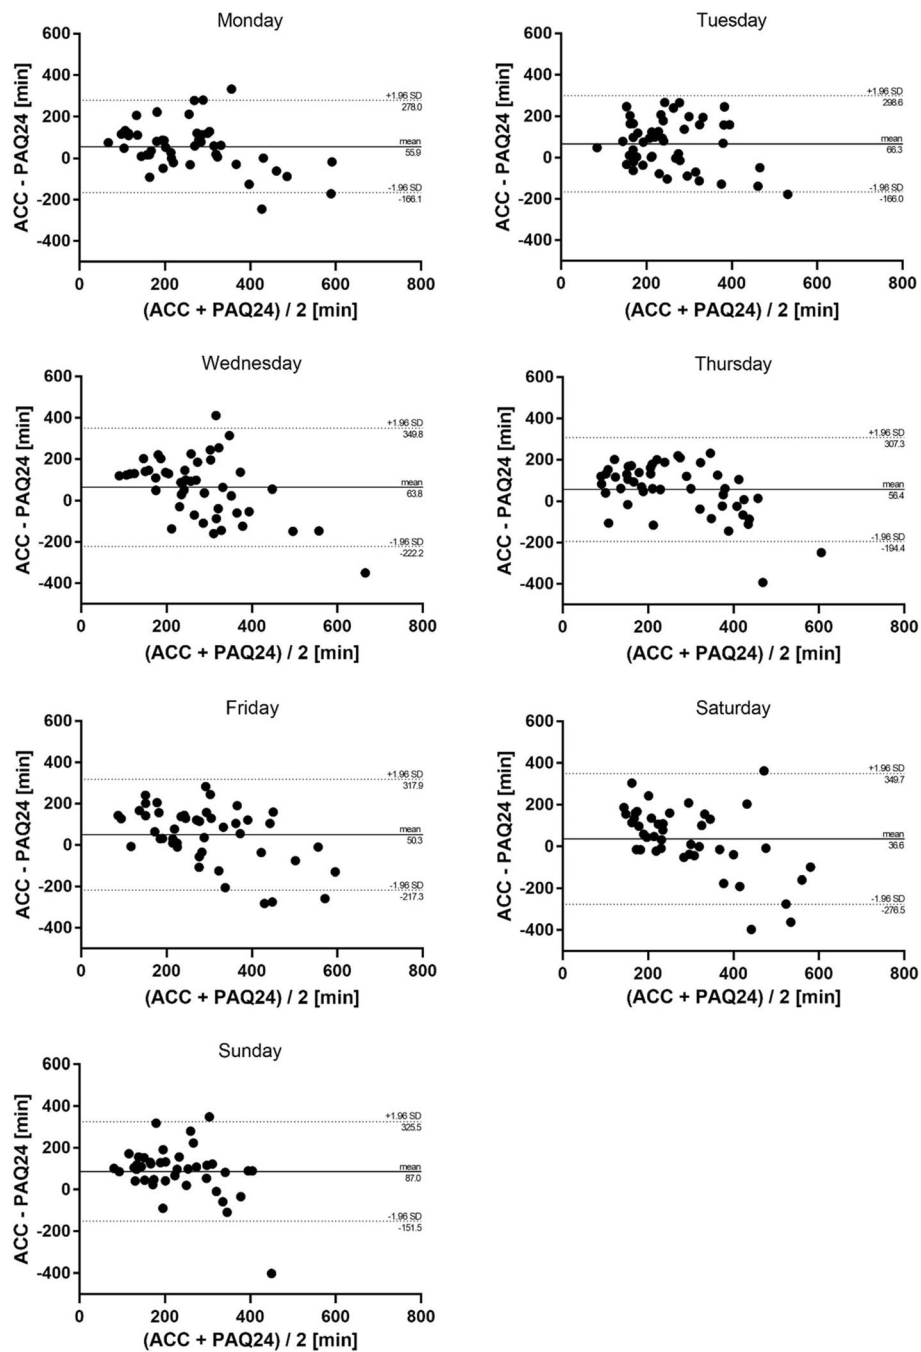 Monday
600
400
200
0
-200
-400
ACC - PAQ24 [min]
+1.96 SD
278.0
mean
55.9
-1.96 SD
-166.1
0 200 400 600 800
(ACC + PAQ24) / 2 [min]
Tuesday
600
400
200
0
-200
-400
ACC - PAQ24 [min]
+1.96 SD
298.6
mean
66.3
-1.96 SD
-166.0
0 200 400 600 800
(ACC + PAQ24) / 2 [min]
Wednesday
600
400
200
0
-200
-400
ACC - PAQ24 [min]
+1.96 SD
349.8
mean
63.8
-1.96 SD
-222.2
0 200 400 600 800
(ACC + PAQ24) / 2 [min]
Thursday
600
400
200
0
-200
-400
ACC - PAQ24 [min]
+1.96 SD
307.3
mean
56.4
-1.96 SD
-194.4
0 200 400 600 800
(ACC + PAQ24) / 2 [min]
Friday
600
400
200
0
-200
-400
ACC - PAQ24 [min]
+1.96 SD
317.9
mean
50.3
-1.96 SD
-217.3
0 200 400 600 800
(ACC + PAQ24) / 2 [min]
Saturday
600
400
200
0
-200
-400
ACC - PAQ24 [min]
+1.96 SD
349.7
mean
36.6
-1.96 SD
-276.5
0 200 400 600 800
(ACC + PAQ24) / 2 [min]
Sunday
600
400
200
0
-200
-400
ACC - PAQ24 [min]
+1.96 SD
325.5
mean
87.0
-1.96 SD
-151.5
0 200 400 600 800
(ACC + PAQ24) / 2 [min]